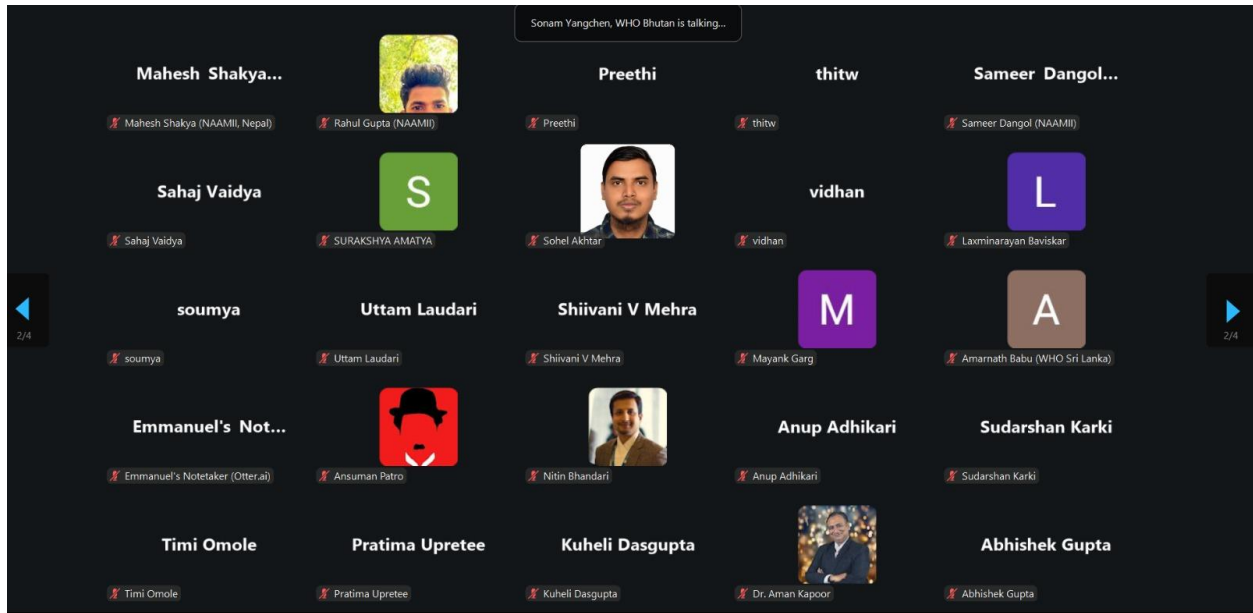 Sonam Yangchen, WHO Bhutan is talking...
Mahesh Shakya...
Preethi
thitw
Sameer Dangol...
Mahesh Shakya (NAAMII, Nepal)
Rahul Gupta (NAAMII)
Preethi
thitw
Sameer Dangol (NAAMII)
Sahaj Vaidya
S
vidhan
L
Sahaj Vaidya
SURAKSHYA AMATYA
Sohel Akhtar
vidhan
Laxminarayan Baviskar
soumya
Uttam Laudari
Shiivani V Mehra
M
A
2/4
2/4
soumya
Uttam Laudari
Shiivani V Mehra
Mayank Garg
Amarnath Babu (WHO Sri Lanka)
Emmanuel's Not...
Anup Adhikari
Sudarshan Karki
Emmanuel's Notetaker (Otter.ai)
Ansuman Patro
Nitin Bhandari
Anup Adhikari
Sudarshan Karki
Timi Omole
Pratima Upretee
Kuheli Dasgupta
Abhishek Gupta
Timi Omole
Pratima Upretee
Kuheli Dasgupta
Dr. Aman Kapoor
Abhishek Gupta